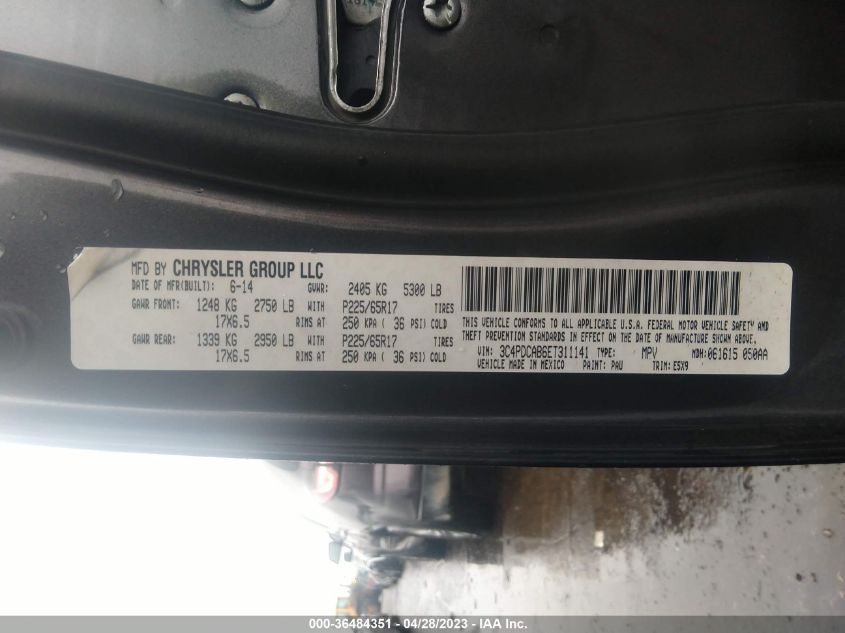 MFD BY CHRYSLER GROUP LLC
DATE OF MFR(BUILT): 6-14 GVWR: 2405 KG 5300 LB
GAWR FRONT: 1248 KG 2750 LB WITH P225/65R17 TIRES
17X6.5 RIMS AT 250 KPA ( 36 PSI) COLD
GAWR REAR: 1339 KG 2950 LB WITH P225/65R17 TIRES
17X6.5 RIMS AT 250 KPA ( 36 PSI) COLD
THIS VEHICLE CONFORMS TO ALL APPLICABLE U.S.A. FEDERAL MOTOR VEHICLE SAFETY AND
THEFT PREVENTION STANDARDS IN EFFECT ON THE DATE OF MANUFACTURE SHOWN ABOVE.
VIN: 3C4PDCAB6ET311141 TYPE: MPV MDH: 061615 050AA
VEHICLE MADE IN MEXICO PAINT: PAU TRIM: E5X9
000-36484351 - 04/28/2023 - IAA Inc.